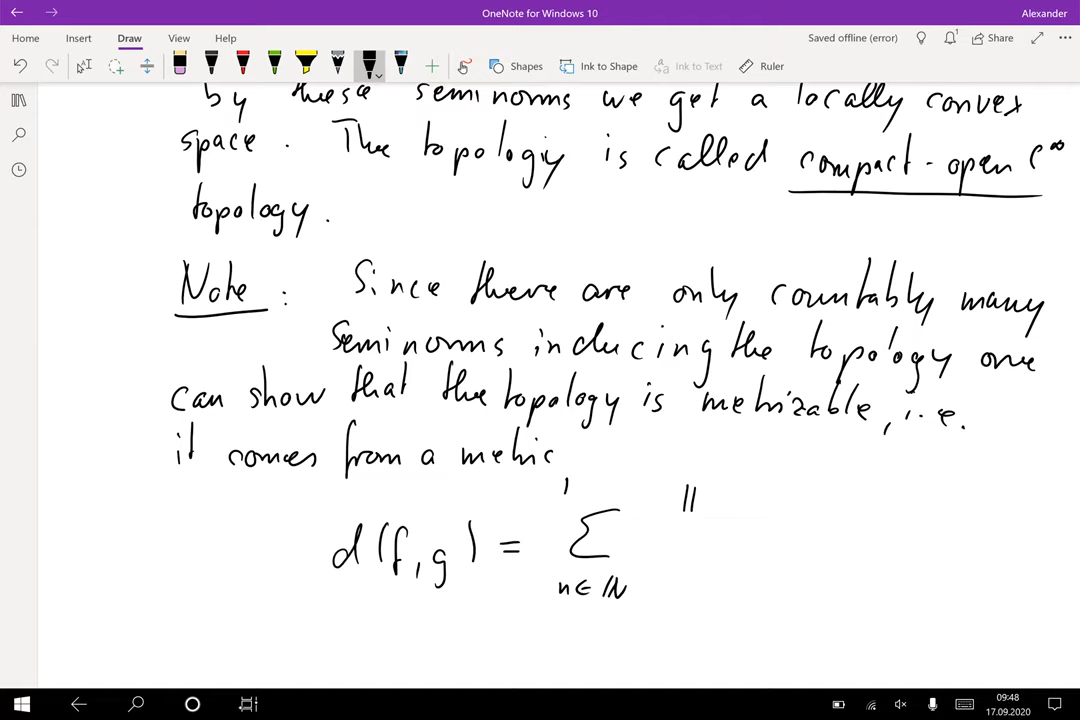 OneNote for Windows 10
Alexander
Home Insert Draw View Help
Saved offline (error)
Share
Shapes
Ink to Shape
Ink to Text
Ruler
by these seminorms we get a locally convex
space. The topology is called compact-open C∞
topology.
Note: Since there are only countably many
seminorms inducing the topology one
can show that the topology is metrizable, i.e.
it comes from a metric,
d(f,g) = ∑ ||
n∈ℕ
09:48
17.09.2020